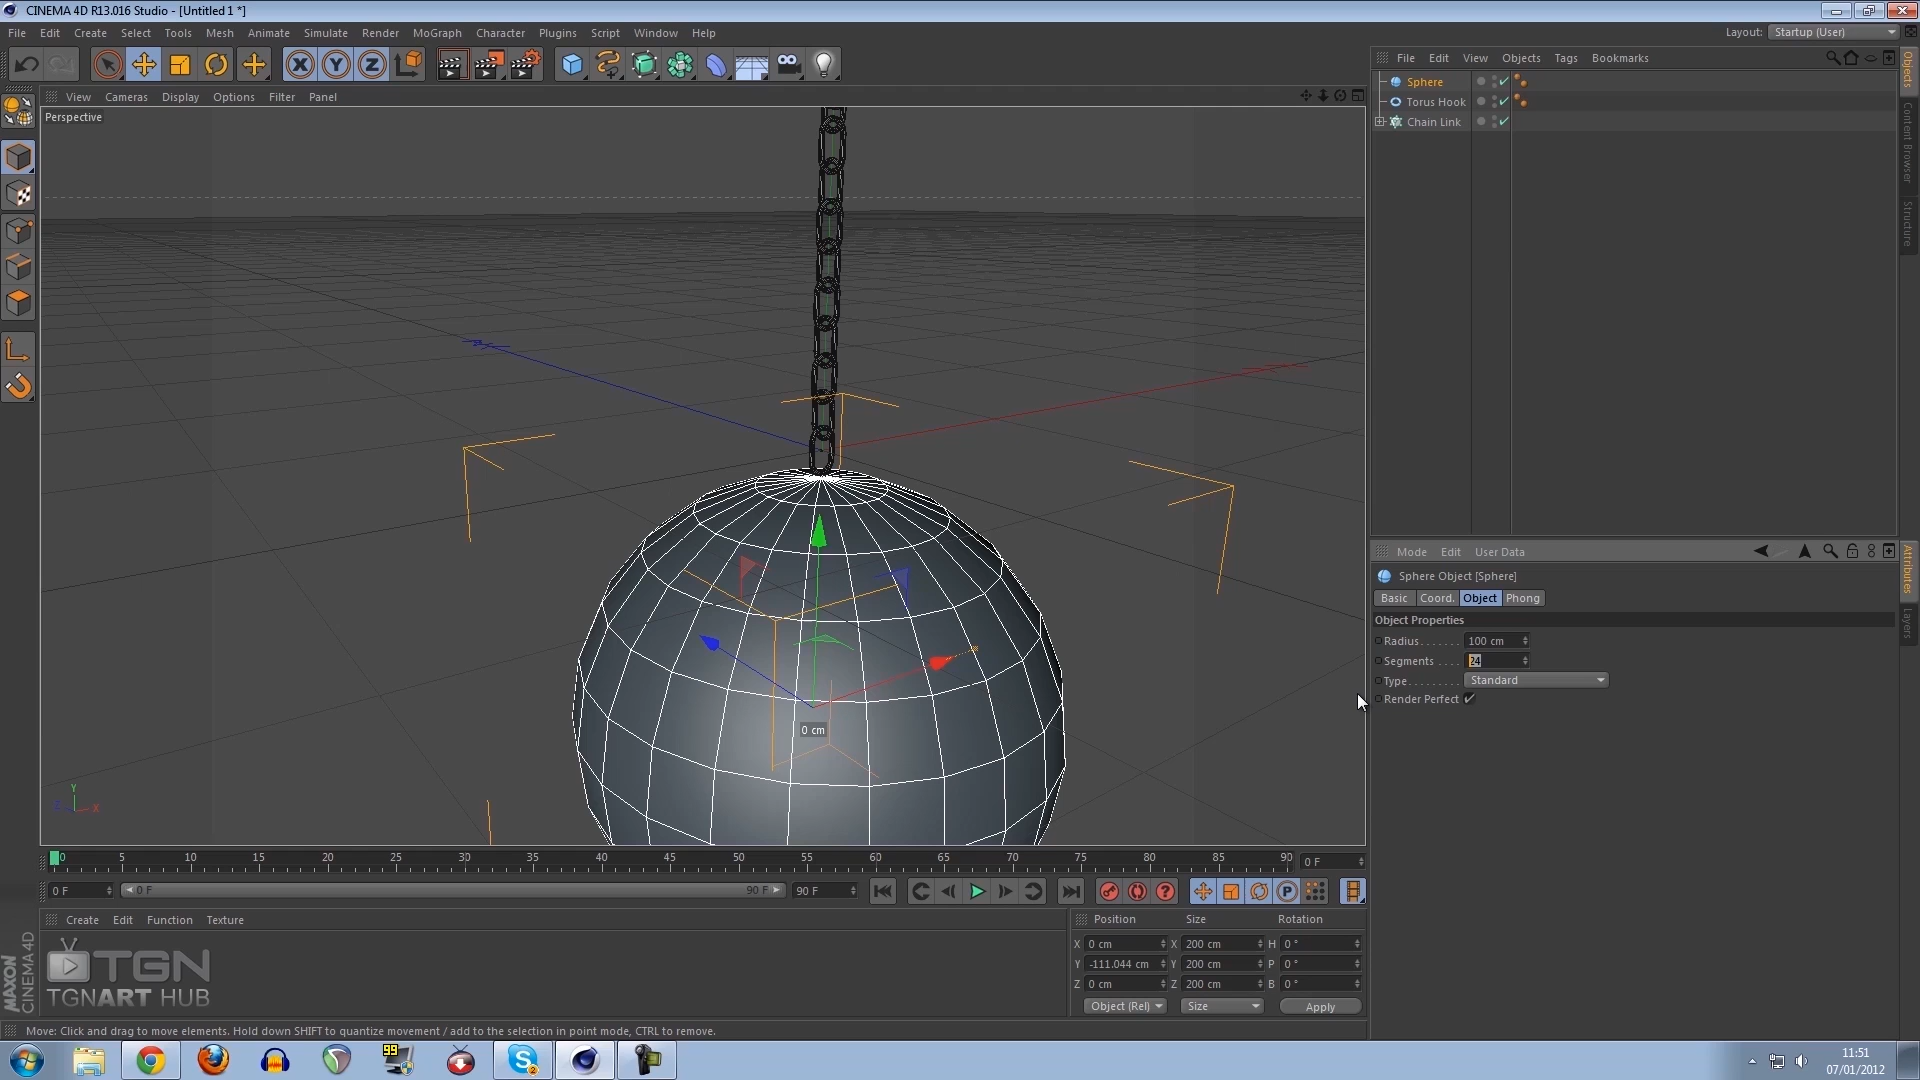 CINEMA 4D R13.016 Studio - [Untitled 1 *]
File Edit Create Select Tools Mesh Animate Simulate Render MoGraph Character Plugins Script Window Help
Layout: Startup (User)
X Y Z
View Cameras Display Options Filter Panel
Perspective
0 cm
Y
Z X
File Edit View Objects Tags Bookmarks
Sphere
Torus Hook
Chain Link
Objects
Content Browser
Structure
Mode Edit User Data
Sphere Object [Sphere]
Basic Coord. Object Phong
Object Properties
Radius....... 100 cm
Segments .... 24
Type......... Standard
Render Perfect
Attributes
Layers
0 5 10 15 20 25 30 35 40 45 50 55 60 65 70 75 80 85 90 0 F
0 F 0 F 90 F 90 F
Create Edit Function Texture
Position Size Rotation
X 0 cm X 200 cm H 0 °
Y -111.044 cm Y 200 cm P 0 °
Z 0 cm Z 200 cm B 0 °
Object (Rel) Size Apply
TGN
TGNART HUB
MAXON
CINEMA 4D
Move: Click and drag to move elements. Hold down SHIFT to quantize movement / add to the selection in point mode, CTRL to remove.
99
2
11:51
07/01/2012